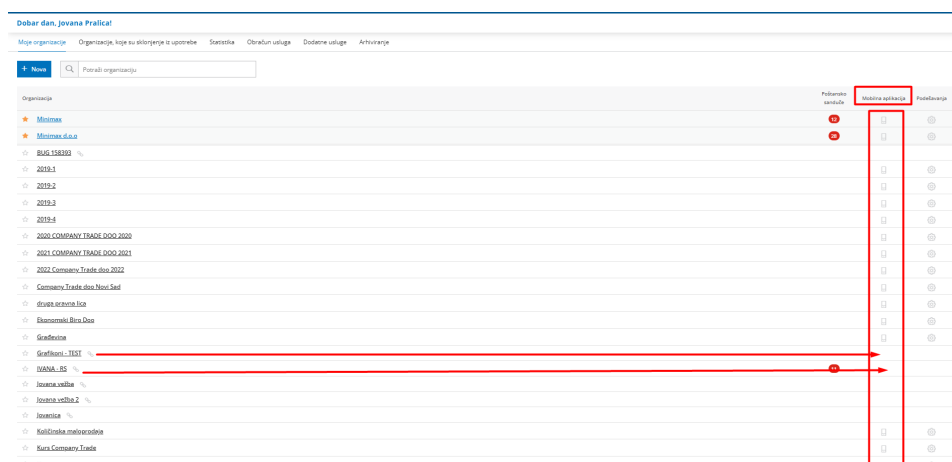 Dobar dan, Jovana Pralica!
Moje organizacije Organizacije, koje su sklonjenje iz upotrebe Statistika Obračun usluga Dodatne usluge Arhiviranje
+ Nova Potraži organizaciju
Organizacija Poštansko sanduče Mobilna aplikacija Podešavanja
Minimax 12
Minimax d.o.o 28
BUG 158393
2019-1
2019-2
2019-3
2019-4
2020 COMPANY TRADE DOO 2020
2021 COMPANY TRADE DOO 2021
2022 Company Trade doo 2022
Company Trade doo Novi Sad
druga pravna lica
Ekonomski Biro Doo
Građevina
Grafikoni - TEST
IVANA - RS
Jovana vežba
Jovana vežba 2
Jovanica
Količinska maloprodaja
Kurs Company Trade